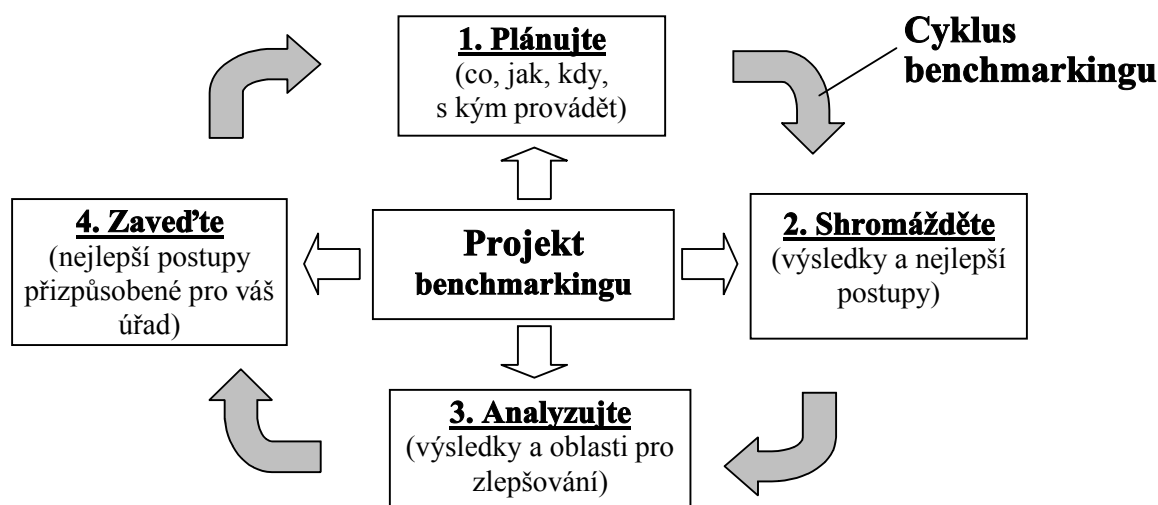 1. Plánujte
(co, jak, kdy,
s kým provádět)
Cyklus
benchmarkingu
4. Zaveďte
(nejlepší postupy
přizpůsobené pro váš
úřad)
Projekt
benchmarkingu
2. Shromážděte
(výsledky a nejlepší
postupy)
3. Analyzujte
(výsledky a oblasti pro
zlepšování)